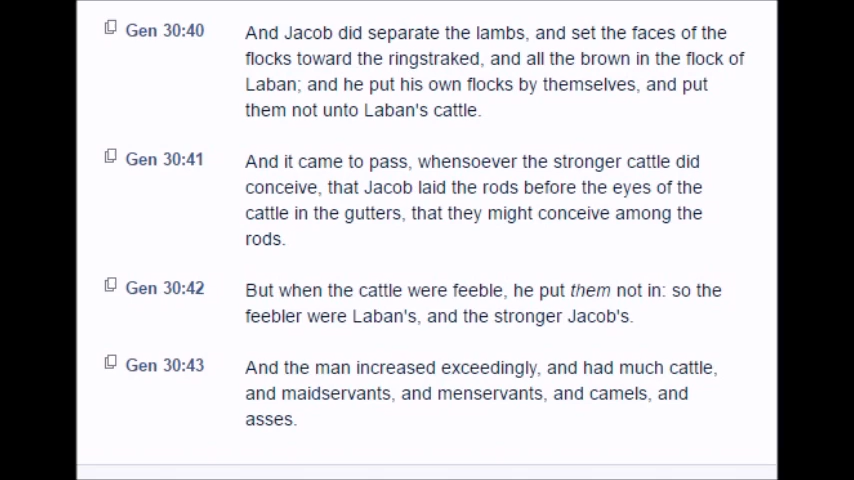 Gen 30:40 And Jacob did separate the lambs, and set the faces of the
flocks toward the ringstraked, and all the brown in the flock of
Laban; and he put his own flocks by themselves, and put
them not unto Laban's cattle.
Gen 30:41 And it came to pass, whensoever the stronger cattle did
conceive, that Jacob laid the rods before the eyes of the
cattle in the gutters, that they might conceive among the
rods.
Gen 30:42 But when the cattle were feeble, he put them not in: so the
feebler were Laban's, and the stronger Jacob's.
Gen 30:43 And the man increased exceedingly, and had much cattle,
and maidservants, and menservants, and camels, and
asses.